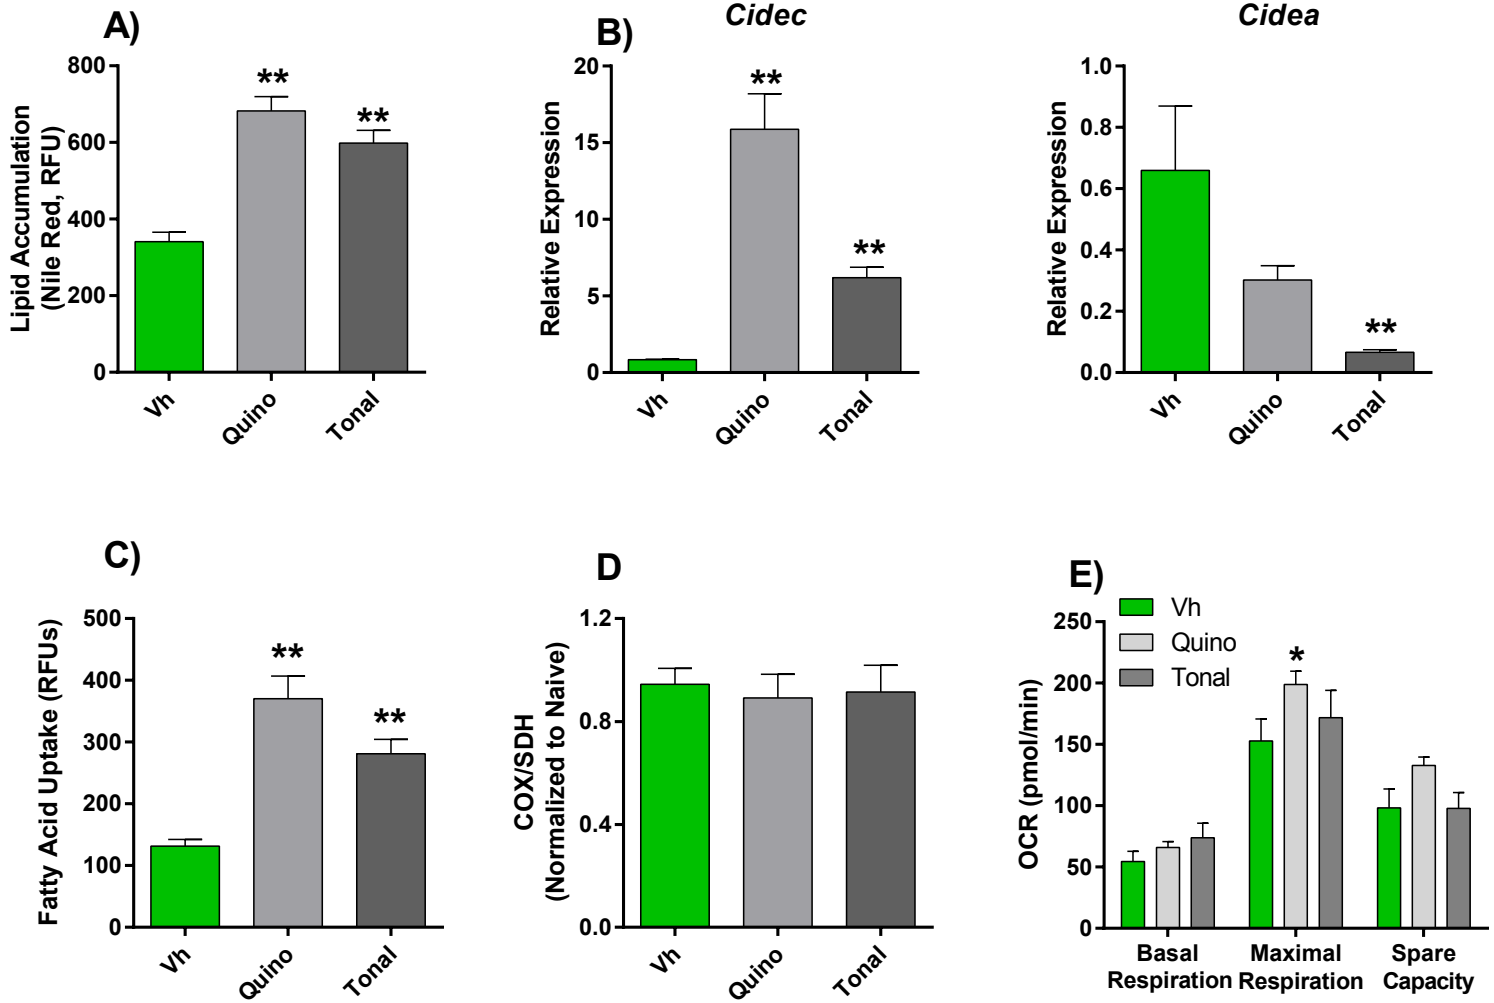 A)
Lipid Accumulation
(Nile Red, RFU)
800
600
400
200
0
**
**
Vh
Quino
Tonal
B)
Cidec
Relative Expression
20
15
10
5
0
**
**
Vh
Quino
Tonal
Cidea
Relative Expression
1.0
0.8
0.6
0.4
0.2
0.0
**
Vh
Quino
Tonal
C)
Fatty Acid Uptake (RFUs)
500
400
300
200
100
0
**
**
Vh
Quino
Tonal
D
COX/SDH
(Normalized to Naive)
1.2
0.8
0.4
0.0
Vh
Quino
Tonal
E)
Vh
Quino
Tonal
OCR (pmol/min)
250
200
150
100
50
0
*
Basal
Respiration
Maximal
Respiration
Spare
Capacity